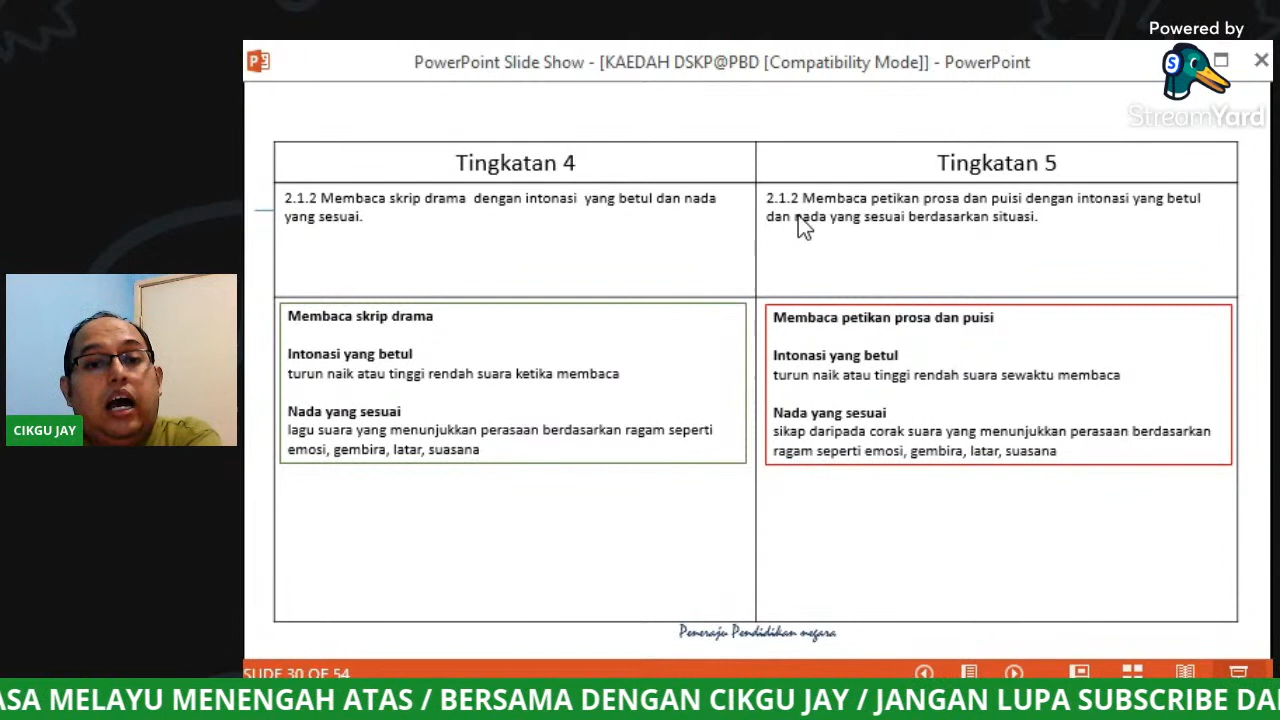 Powered by
StreamYard
PowerPoint Slide Show - [KAEDAH DSKP@PBD [Compatibility Mode]] - PowerPoint
Tingkatan 4
2.1.2 Membaca skrip drama dengan intonasi yang betul dan nada
yang sesuai.
Membaca skrip drama
Intonasi yang betul
turun naik atau tinggi rendah suara ketika membaca
Nada yang sesuai
lagu suara yang menunjukkan perasaan berdasarkan ragam seperti
emosi, gembira, latar, suasana
Tingkatan 5
2.1.2 Membaca petikan prosa dan puisi dengan intonasi yang betul
dan nada yang sesuai berdasarkan situasi.
Membaca petikan prosa dan puisi
Intonasi yang betul
turun naik atau tinggi rendah suara sewaktu membaca
Nada yang sesuai
sikap daripada corak suara yang menunjukkan perasaan berdasarkan
ragam seperti emosi, gembira, latar, suasana
Peneraju Pendidikan negara
CIKGU JAY
SLIDE 30 OF 54
ASA MELAYU MENENGAH ATAS / BERSAMA DENGAN CIKGU JAY / JANGAN LUPA SUBSCRIBE DA